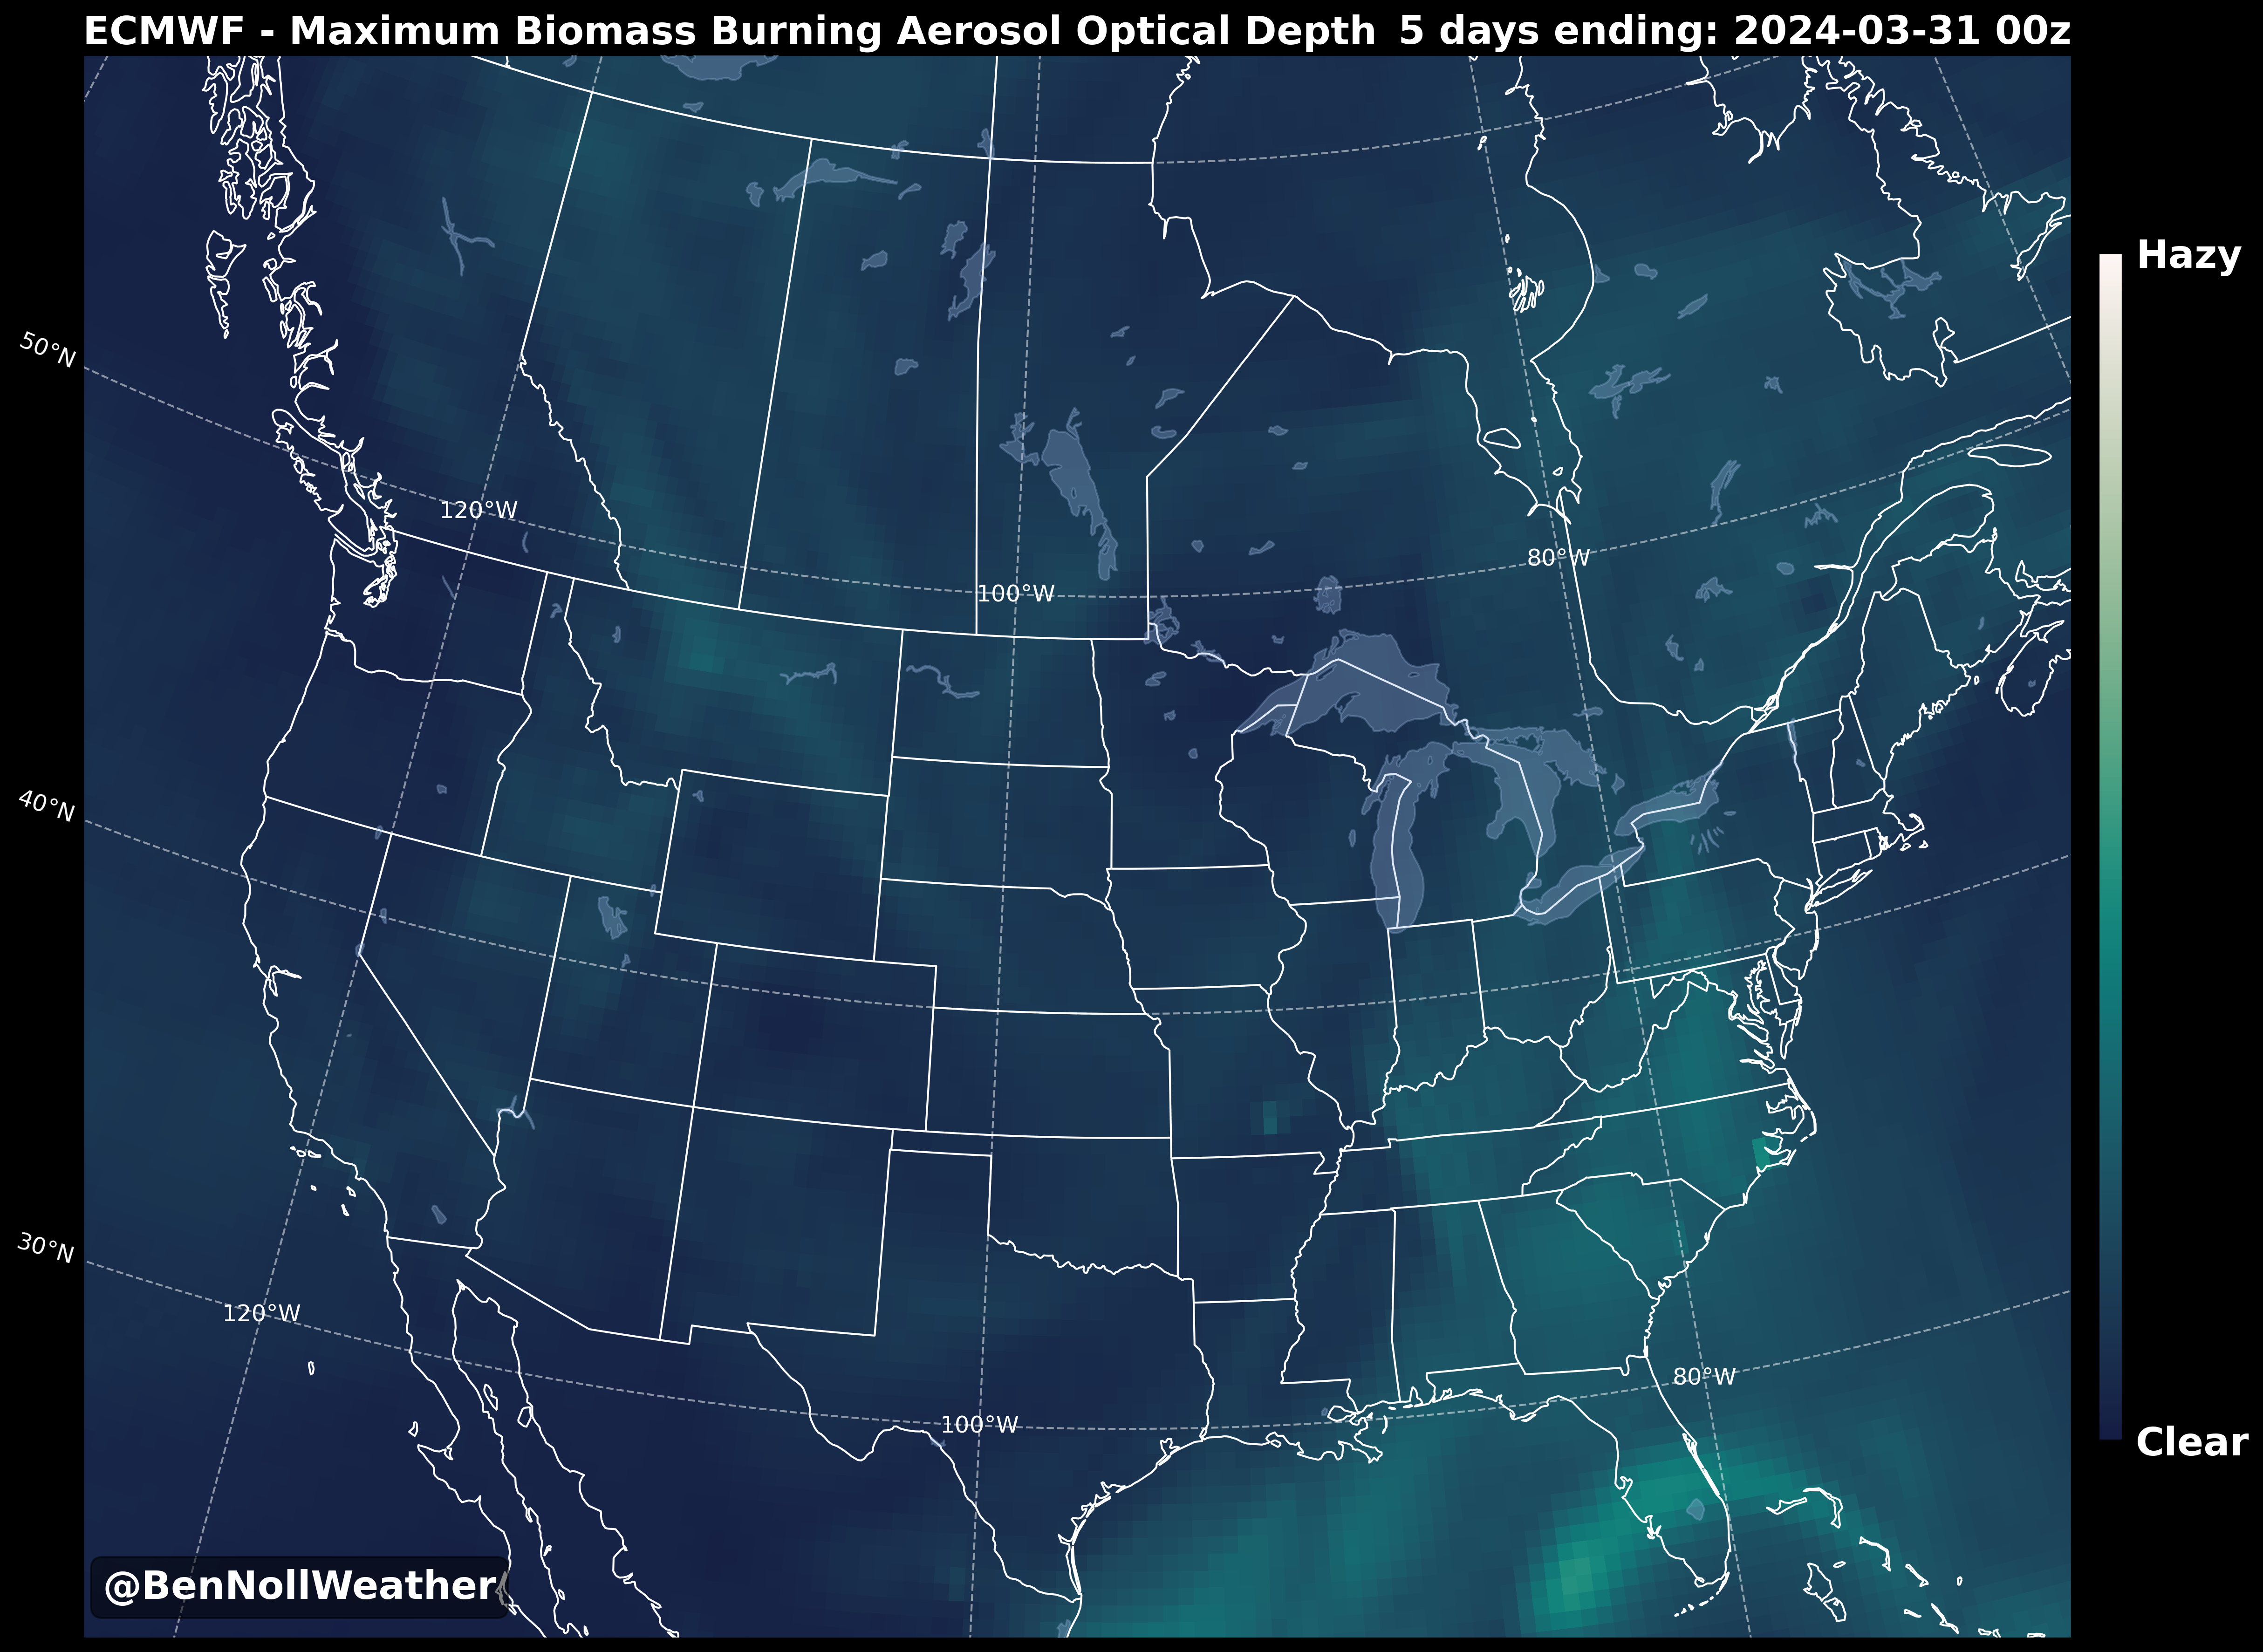 ECMWF - Maximum Biomass Burning Aerosol Optical Depth 5 days ending: 2024-03-31 00z
Hazy
50°N
120°W
80°W
100°W
40°N
30°N
120°W
80°W
100°W
Clear
@BenNollWeather